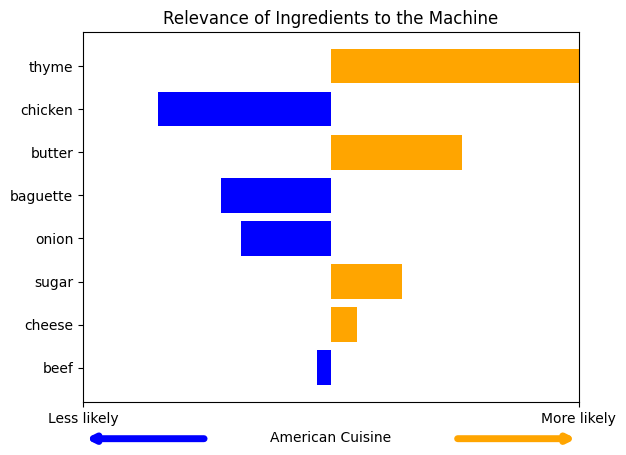 Relevance of Ingredients to the Machine
thyme
chicken
butter
baguette
onion
sugar
cheese
beef
Less likely
More likely
American Cuisine